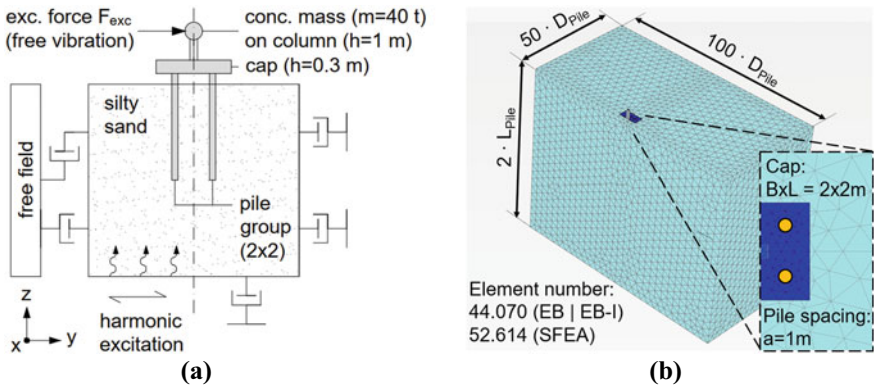 exc. force F_exc
(free vibration)
conc. mass (m=40 t)
on column (h=1 m)
cap (h=0.3 m)
silty
sand
free field
pile
group
(2x2)
z
x
y
harmonic
excitation
(a)
50 · D_Pile
100 · D_Pile
2 · L_Pile
Cap:
BxL = 2x2m
Element number:
44.070 (EB | EB-I)
52.614 (SFEA)
Pile spacing:
a=1m
(b)